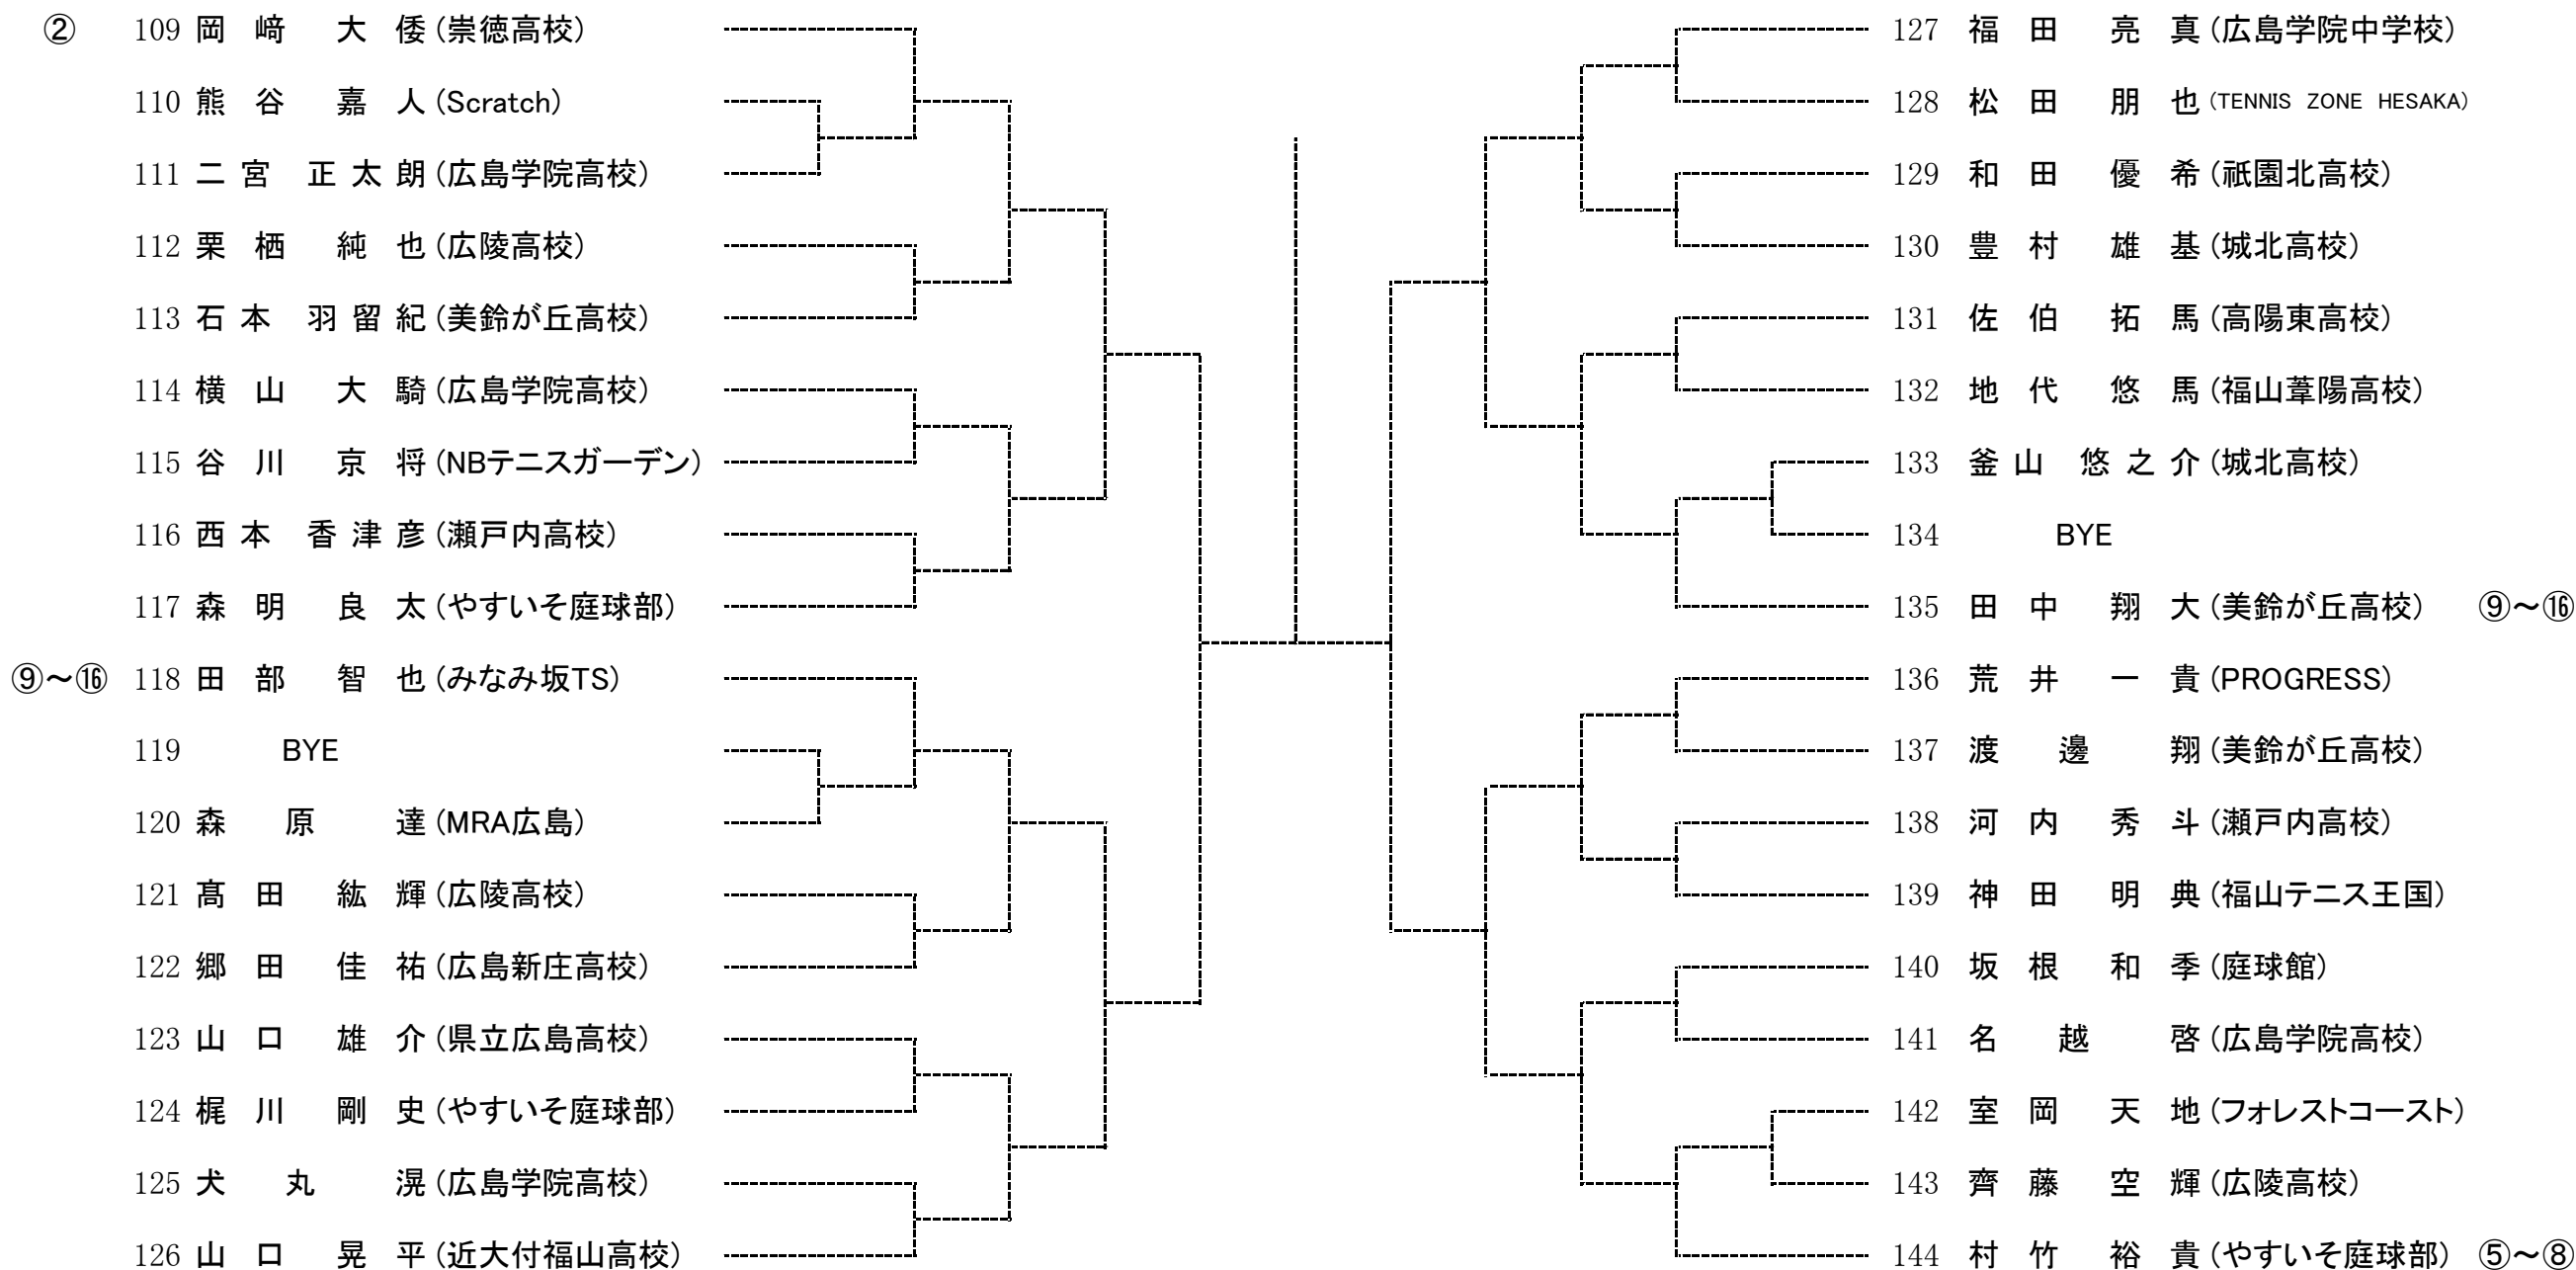 ② 109 岡﨑 大倭 (崇徳高校)
110 熊谷 嘉人 (Scratch)
111 二宮 正太朗 (広島学院高校)
112 栗栖 純也 (広陵高校)
113 石本 羽留紀 (美鈴が丘高校)
114 横山 大騎 (広島学院高校)
115 谷川 京将 (NBテニスガーデン)
116 西本 香津彦 (瀬戸内高校)
117 森明 良太 (やすいそ庭球部)
⑨～⑯ 118 田部 智也 (みなみ坂TS)
119 BYE
120 森原 達 (MRA広島)
121 髙田 紘輝 (広陵高校)
122 郷田 佳祐 (広島新庄高校)
123 山口 雄介 (県立広島高校)
124 梶川 剛史 (やすいそ庭球部)
125 犬丸 滉 (広島学院高校)
126 山口 晃平 (近大付福山高校)
127 福田 亮真 (広島学院中学校)
128 松田 朋也 (TENNIS ZONE HESAKA)
129 和田 優希 (祇園北高校)
130 豊村 雄基 (城北高校)
131 佐伯 拓馬 (高陽東高校)
132 地代 悠馬 (福山葦陽高校)
133 釜山 悠之介 (城北高校)
134 BYE
135 田中 翔大 (美鈴が丘高校) ⑨～⑯
136 荒井 一貴 (PROGRESS)
137 渡邊 翔 (美鈴が丘高校)
138 河内 秀斗 (瀬戸内高校)
139 神田 明典 (福山テニス王国)
140 坂根 和季 (庭球館)
141 名越 啓 (広島学院高校)
142 室岡 天地 (フォレストコースト)
143 齊藤 空輝 (広陵高校)
144 村竹 裕貴 (やすいそ庭球部) ⑤～⑧